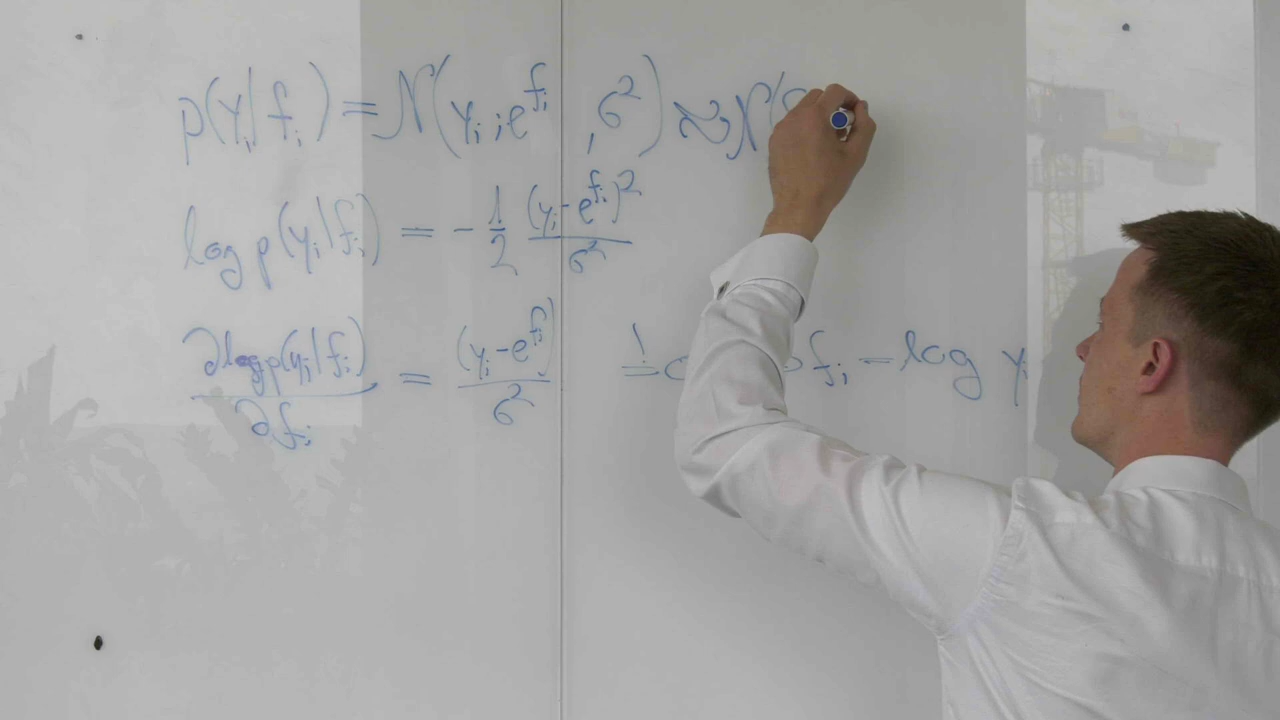 p(yᵢ|fᵢ) = N(yᵢ; e^fᵢ, σ²) ≈ N(
log p(yᵢ|fᵢ) = -1/2 (yᵢ - e^fᵢ)²/σ²
∂log p(yᵢ|fᵢ)/∂fᵢ = (yᵢ - e^fᵢ)/σ² != fᵢ = log yᵢ